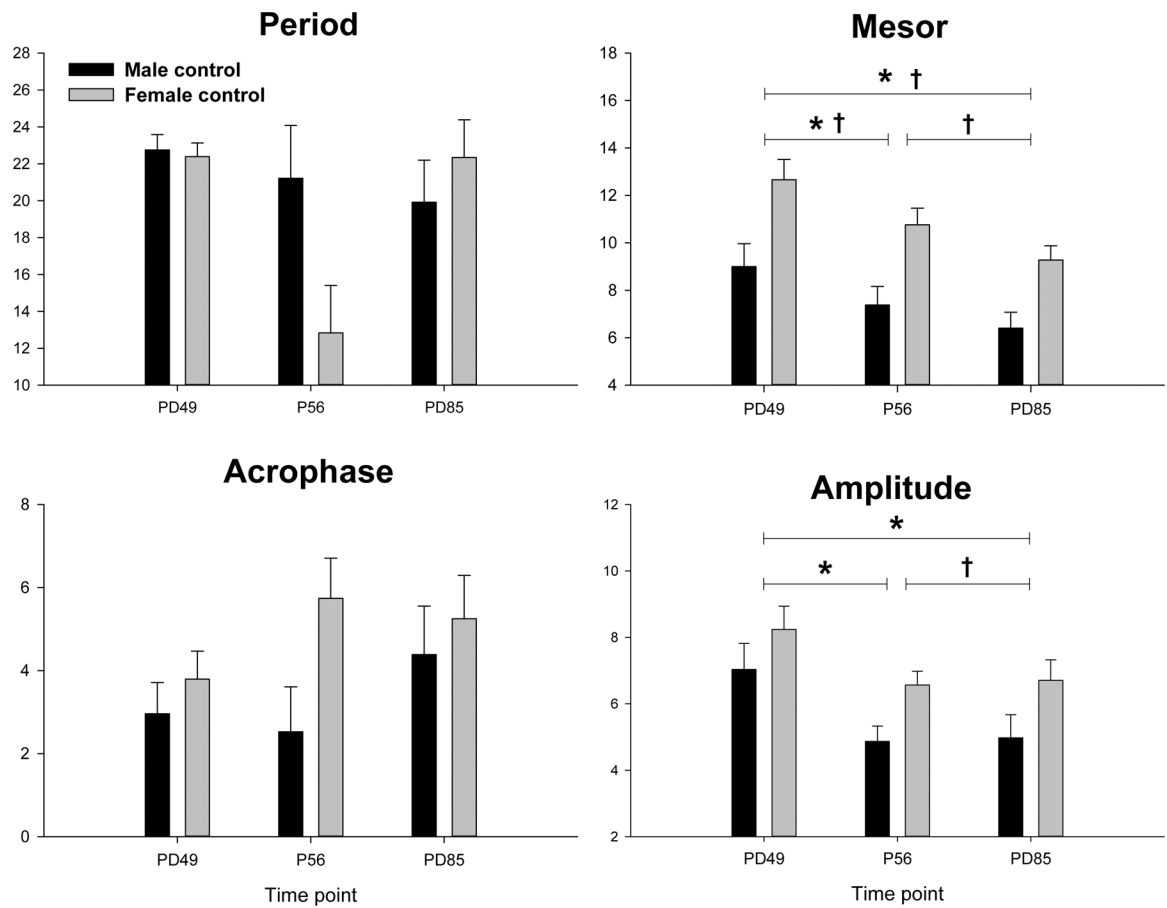 Period
28
26
24
22
20
18
16
14
12
10
Male control
Female control
PD49 P56 PD85
Mesor
18
16
14
12
10
8
6
4
* †
* † †
PD49 P56 PD85
Acrophase
8
6
4
2
0
PD49 P56 PD85
Time point
Amplitude
12
10
8
6
4
2
*
* †
PD49 P56 PD85
Time point